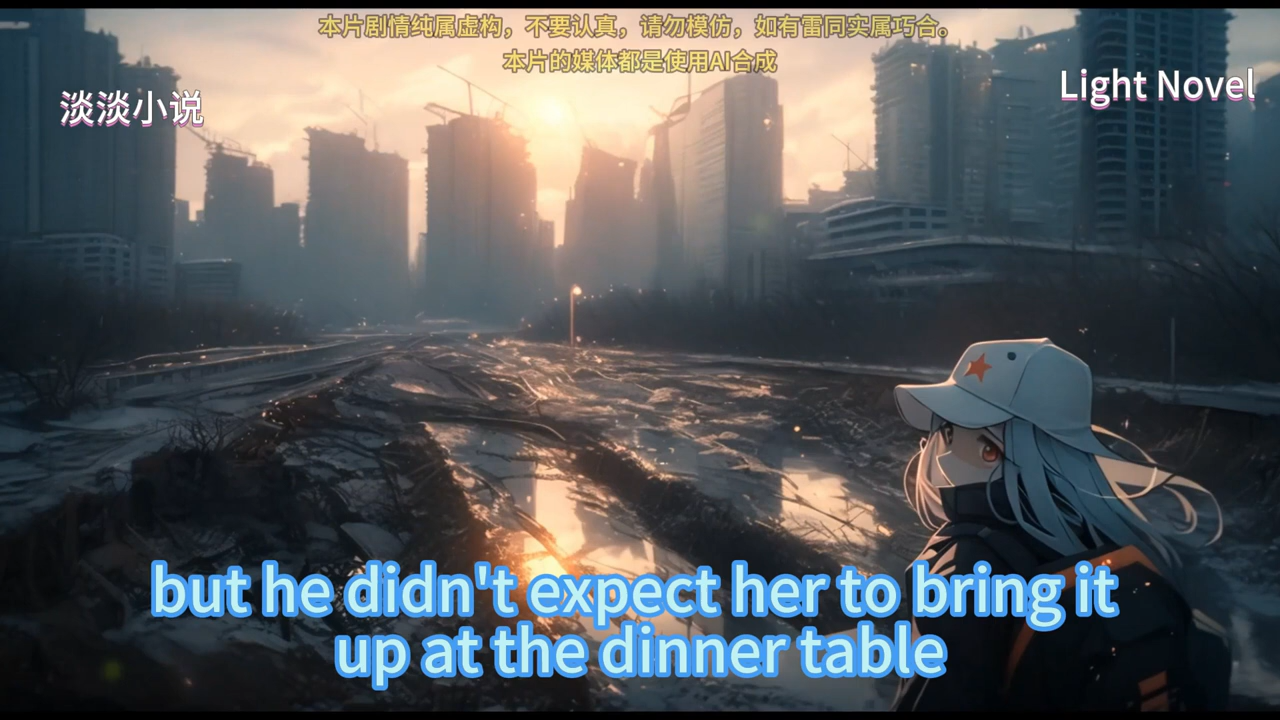 本片剧情纯属虚构，不要认真，请勿模仿，如有雷同实属巧合。
本片的媒体都是使用AI合成
淡淡小说
Light Novel
but he didn't expect her to bring it
up at the dinner table